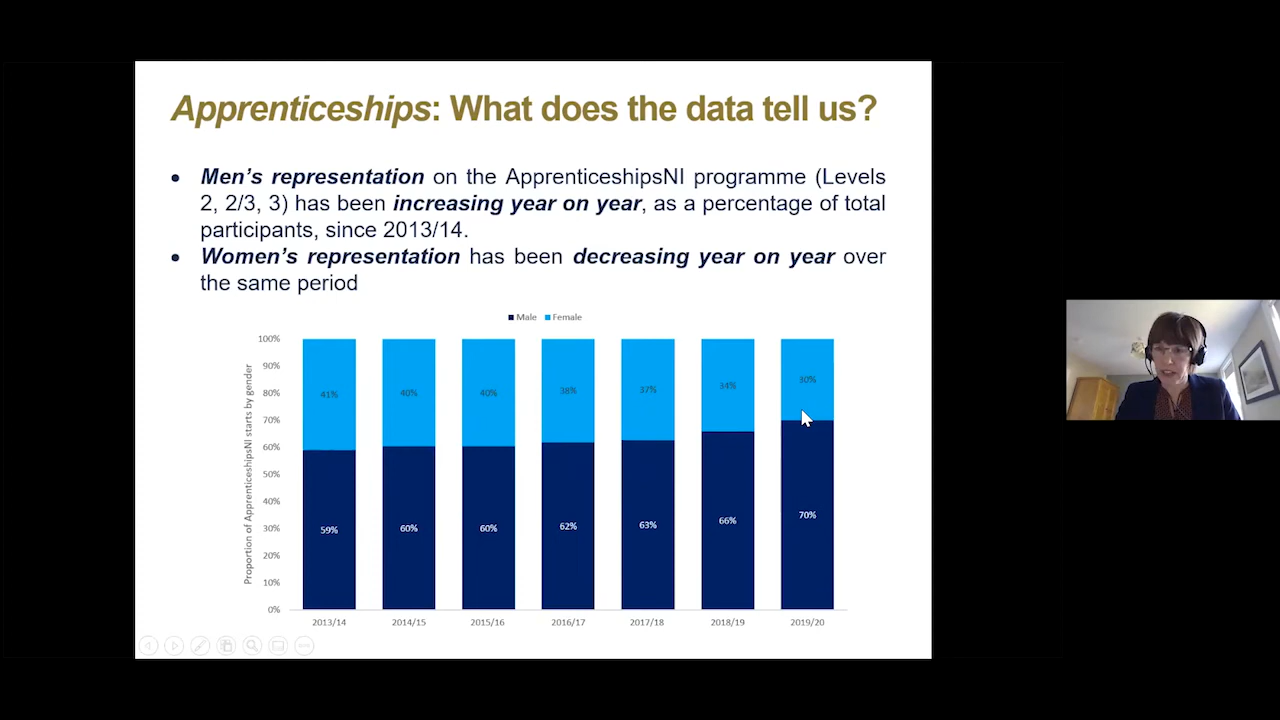 Apprenticeships: What does the data tell us?
• Men's representation on the ApprenticeshipsNI programme (Levels
2, 2/3, 3) has been increasing year on year, as a percentage of total
participants, since 2013/14.
• Women's representation has been decreasing year on year over
the same period
Male Female
Proportion of ApprenticeshipsNI starts by gender
100%
90%
80%
70%
60%
50%
40%
30%
20%
10%
0%
41% 40% 40% 38% 37% 34% 30%
59% 60% 60% 62% 63% 66% 70%
2013/14 2014/15 2015/16 2016/17 2017/18 2018/19 2019/20